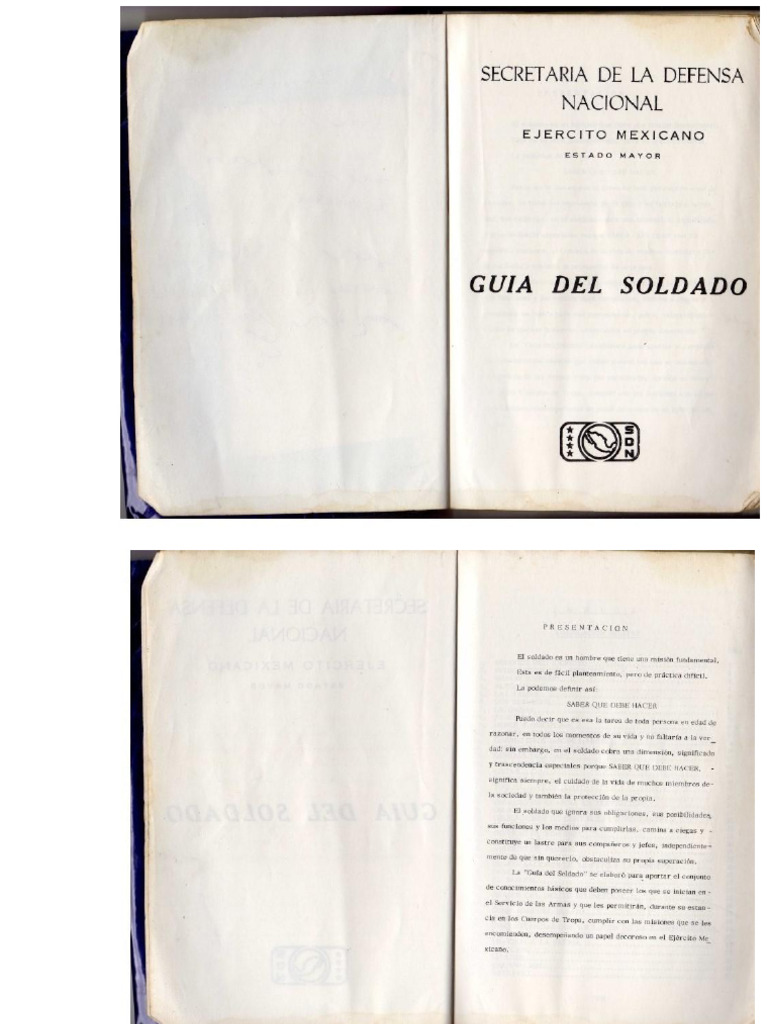 SECRETARIA DE LA DEFENSA
NACIONAL
EJERCITO MEXICANO
ESTADO MAYOR
GUIA DEL SOLDADO
SDN
PRESENTACION
El soldado es un hombre que tiene una misión fundamental,
Esta es de fácil planteamiento, pero de práctica difícil.
La podemos definir así:
SABER QUE DEBE HACER
Puede decir que es esa la tarea de toda persona en edad de
razonar, en todos los momentos de su vida y no faltaría a la ver_
dad; sin embargo, en el soldado cobra una dimensión, significado
y trascendencia especiales porque SABER QUE DEBE HACER, -
significa siempre, el cuidado de la vida de muchos miembros de-
la sociedad y también la protección de la propia.
El soldado que ignora sus obligaciones, sus posibilidades,
sus funciones y los medios para cumplirlas, camina a ciegas y -
constituye un lastre para sus compañeros y jefes, independiente-
mente de que sin quererlo, obstaculiza su propia superación.
La "Guía del Soldado" se elaboró para aportar el conjunto
de conocimientos básicos que deben poseer los que se inician en -
el Servicio de las Armas y que les permitirán, durante su estan-
cia en los Cuerpos de Tropa, cumplir con las misiones que se les
encomienden, desempeñando un papel decoroso en el Ejército Me_
xicano.